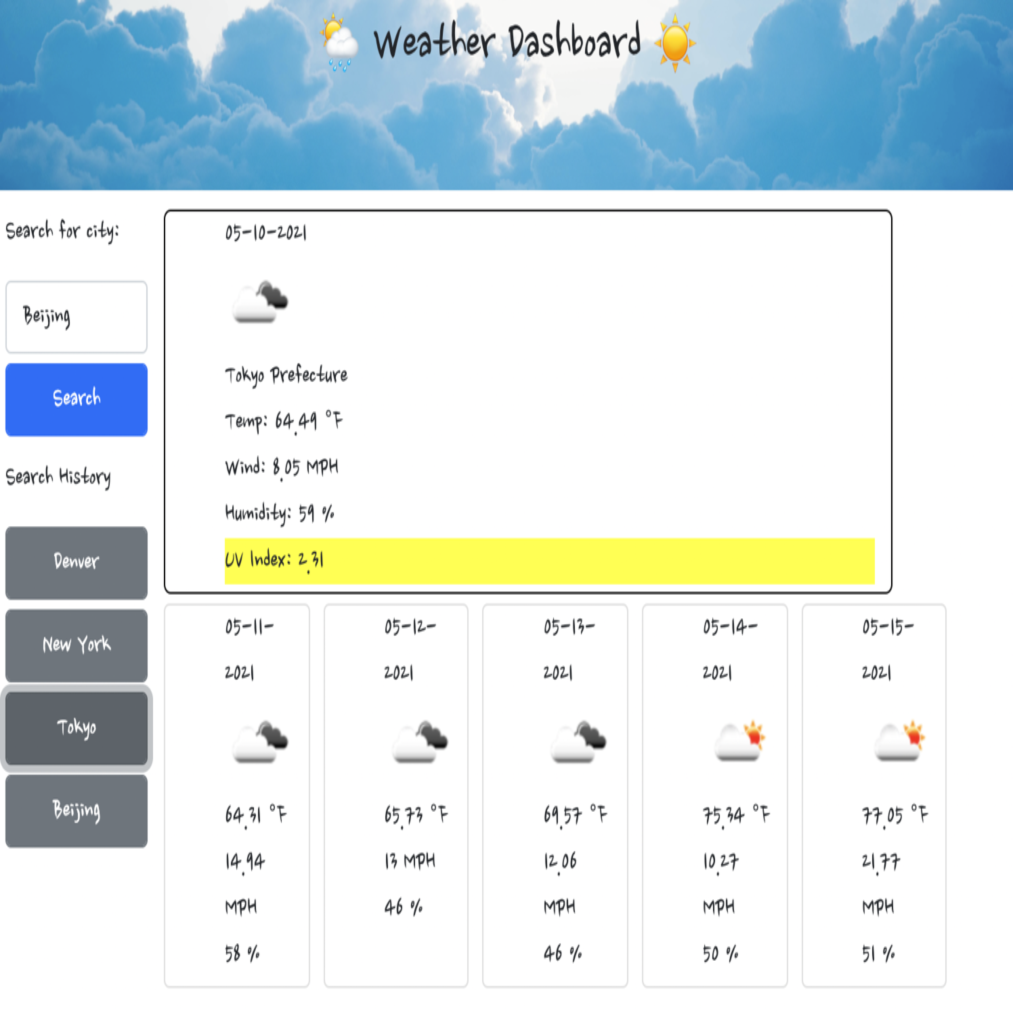 Weather Dashboard
Search for city:
Beijing
Search
Search History
Denver
New York
Tokyo
Beijing
05-10-2021
Tokyo Prefecture
Temp: 64.49 °F
Wind: 8.05 MPH
Humidity: 59 %
UV Index: 2.31
05-11-
2021
64.31 °F
14.94
MPH
58 %
05-12-
2021
65.73 °F
13 MPH
46 %
05-13-
2021
69.57 °F
12.06
MPH
46 %
05-14-
2021
75.34 °F
10.27
MPH
50 %
05-15-
2021
77.05 °F
21.77
MPH
51 %